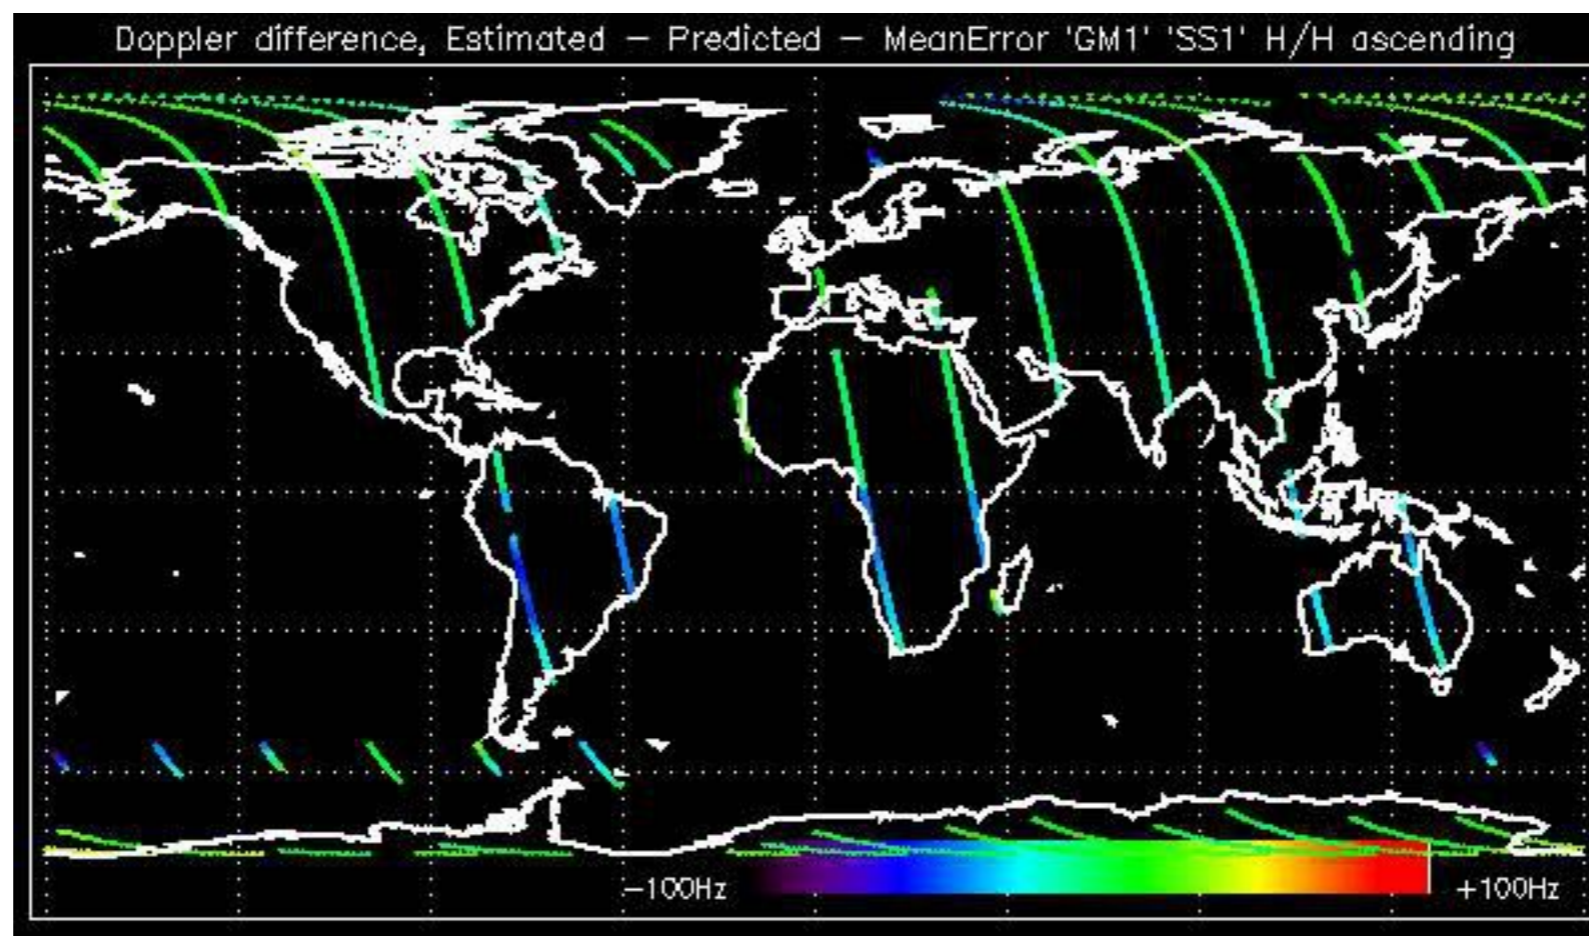 Doppler difference, Estimated – Predicted – MeanError 'GM1' 'SS1' H/H ascending
–100Hz
+100Hz